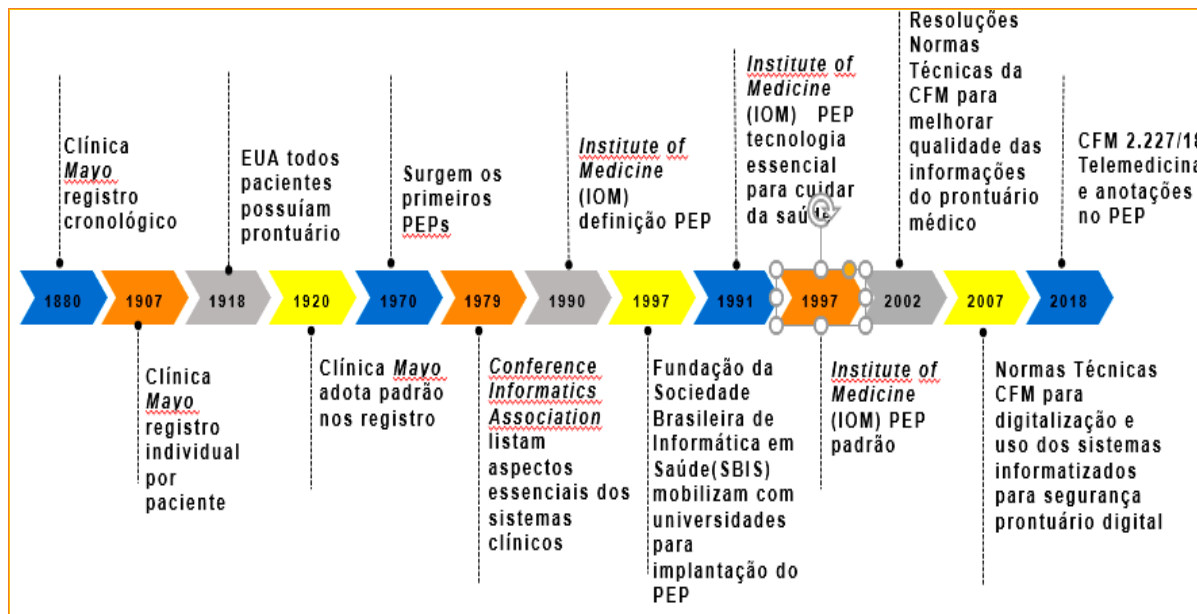 Clínica
Mayo
registro
cronológico
EUA todos
pacientes
possuíam
prontuário
Surgem os
primeiros
PEPs
Institute of
Medicine
(IOM)
definição PEP
Institute of
Medicine
(IOM) PEP
tecnologia
essencial
para cuidar
da saúde
Resoluções
Normas
Técnicas da
CFM para
melhorar
qualidade das
informações
do prontuário
médico
CFM 2.227/18
Telemedicina
e anotações
no PEP
1880
1907
1918
1920
1970
1979
1990
1997
1991
1997
2002
2007
2018
Clínica
Mayo
registro
individual
por
paciente
Clínica Mayo
adota padrão
nos registro
Conference
Informatics
Association
listam
aspectos
essenciais dos
sistemas
clínicos
Fundação da
Sociedade
Brasileira de
Informática em
Saúde(SBIS)
mobilizam com
universidades
para
implantação do
PEP
Institute of
Medicine
(IOM) PEP
padrão
Normas Técnicas
CFM para
digitalização e
uso dos sistemas
informatizados
para segurança
prontuário digital